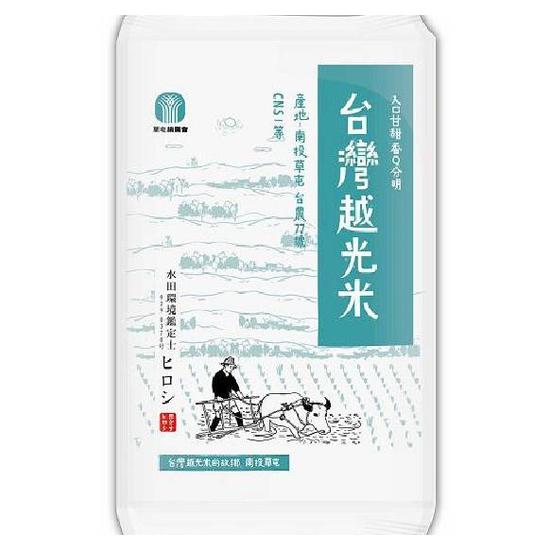 入口甘甜 香Q分明
台灣越光米
產地：南投草屯 台農77號
CNS一等
水田環境鑑定士 ヒロシ
台灣越光米的故鄉 南投草屯